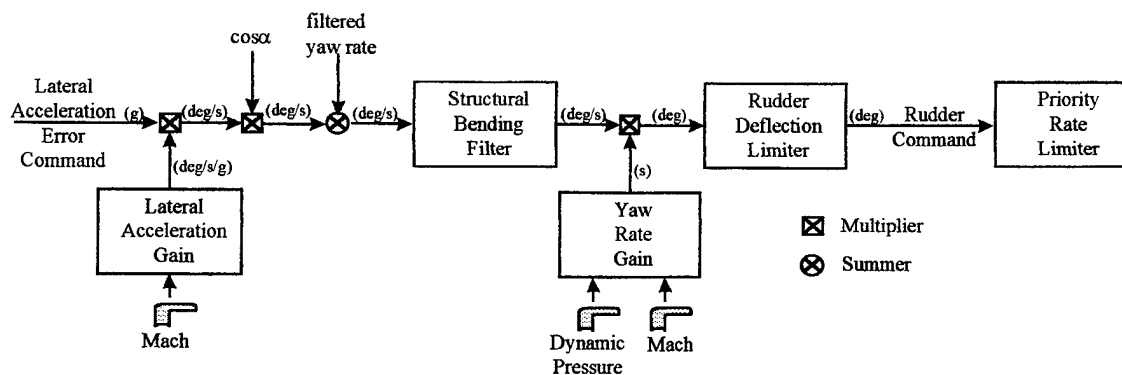 cosα
filtered
yaw rate
Lateral
Acceleration
Error
Command
(g)
(deg/s)
(deg/s)
(deg/s)
Structural
Bending
Filter
(deg/s)
(deg)
Rudder
Deflection
Limiter
(deg)
Rudder
Command
Priority
Rate
Limiter
(deg/s/g)
Lateral
Acceleration
Gain
Mach
(s)
Yaw
Rate
Gain
Dynamic
Pressure
Mach
Multiplier
Summer